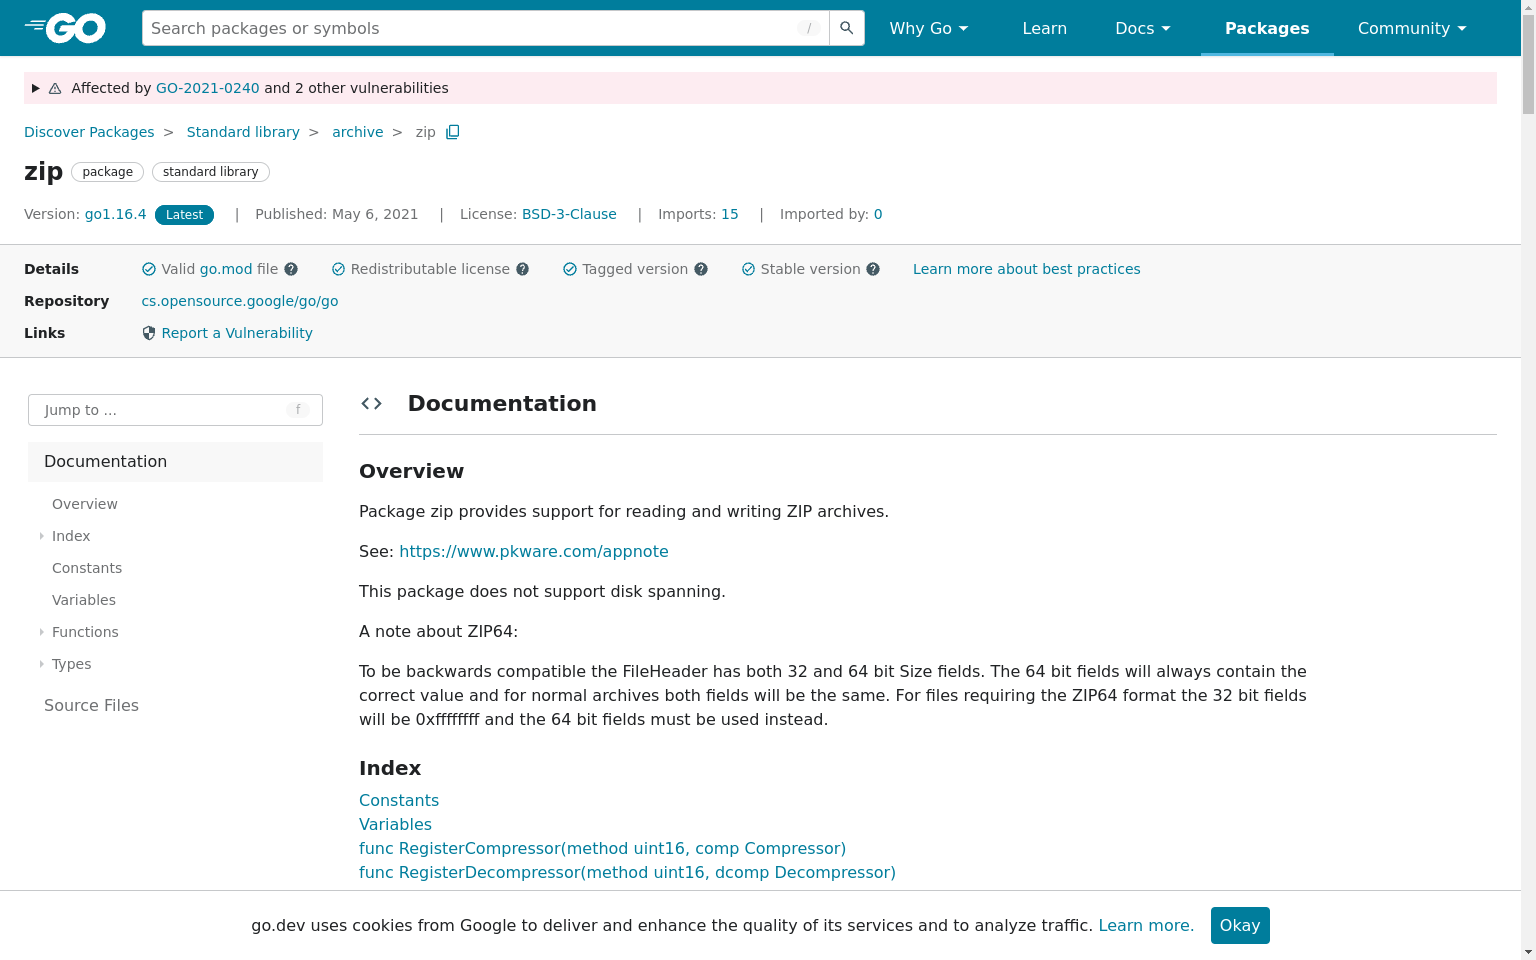 GO
Search packages or symbols /
Why Go
Learn
Docs
Packages
Community
Affected by GO-2021-0240 and 2 other vulnerabilities
Discover Packages > Standard library > archive > zip
zip package standard library
Version: go1.16.4 Latest | Published: May 6, 2021 | License: BSD-3-Clause | Imports: 15 | Imported by: 0
Details Valid go.mod file Redistributable license Tagged version Stable version Learn more about best practices
Repository cs.opensource.google/go/go
Links Report a Vulnerability
Jump to ... f
Documentation
Overview
Index
Constants
Variables
Functions
Types
Source Files
Documentation
Overview
Package zip provides support for reading and writing ZIP archives.
See: https://www.pkware.com/appnote
This package does not support disk spanning.
A note about ZIP64:
To be backwards compatible the FileHeader has both 32 and 64 bit Size fields. The 64 bit fields will always contain the
correct value and for normal archives both fields will be the same. For files requiring the ZIP64 format the 32 bit fields
will be 0xffffffff and the 64 bit fields must be used instead.
Index
Constants
Variables
func RegisterCompressor(method uint16, comp Compressor)
func RegisterDecompressor(method uint16, dcomp Decompressor)
go.dev uses cookies from Google to deliver and enhance the quality of its services and to analyze traffic. Learn more. Okay